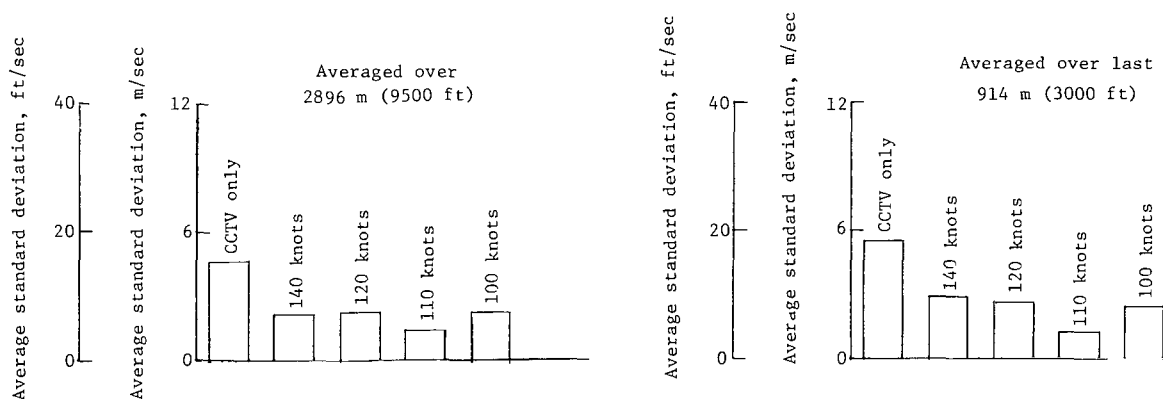 Average standard deviation, ft/sec
40
20
0
Average standard deviation, m/sec
12
6
0
Averaged over
2896 m (9500 ft)
CCTV only
140 knots
120 knots
110 knots
100 knots
Average standard deviation, ft/sec
40
20
0
Average standard deviation, m/sec
12
6
0
Averaged over last
914 m (3000 ft)
CCTV only
140 knots
120 knots
110 knots
100 knots